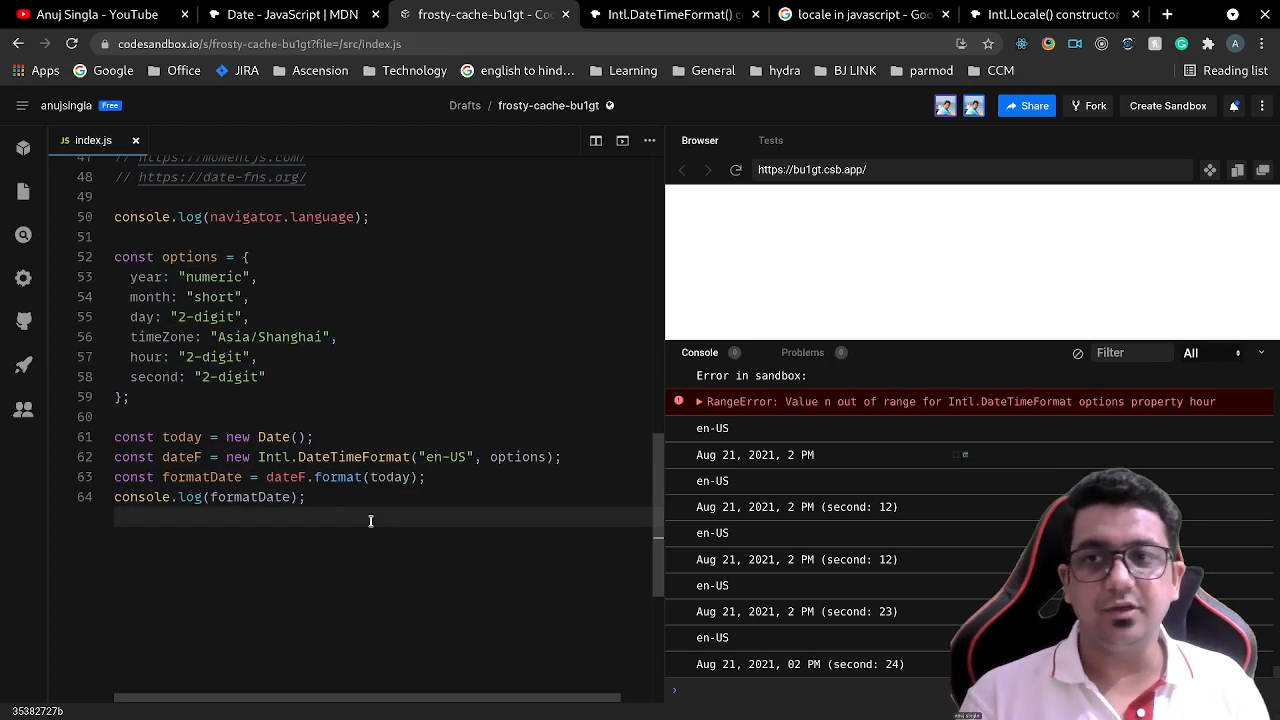 Anuj Singla - YouTube
Date - JavaScript | MDN
frosty-cache-bu1gt - Co
Intl.DateTimeFormat() c
locale in javascript - Goo
Intl.Locale() constructor
codesandbox.io/s/frosty-cache-bu1gt?file=/src/index.js
A
Apps
Google
Office
JIRA
Ascension
Technology
english to hind...
Learning
General
hydra
BJ LINK
parmod
CCM
Reading list
anujsingla
Free
Drafts / frosty-cache-bu1gt
Share
Fork
Create Sandbox
JS index.js
47 // https://momentjs.com/
48 // https://date-fns.org/
49
50 console.log(navigator.language);
51
52 const options = {
53 year: "numeric",
54 month: "short",
55 day: "2-digit",
56 timeZone: "Asia/Shanghai",
57 hour: "2-digit",
58 second: "2-digit"
59 };
60
61 const today = new Date();
62 const dateF = new Intl.DateTimeFormat("en-US", options);
63 const formatDate = dateF.format(today);
64 console.log(formatDate);
35382727b
Browser
Tests
https://bu1gt.csb.app/
Console 0
Problems 0
Filter
All
Error in sandbox:
RangeError: Value n out of range for Intl.DateTimeFormat options property hour
en-US
Aug 21, 2021, 2 PM
en-US
Aug 21, 2021, 2 PM (second: 12)
en-US
Aug 21, 2021, 2 PM (second: 12)
en-US
Aug 21, 2021, 2 PM (second: 23)
en-US
Aug 21, 2021, 02 PM (second: 24)
anuj singla